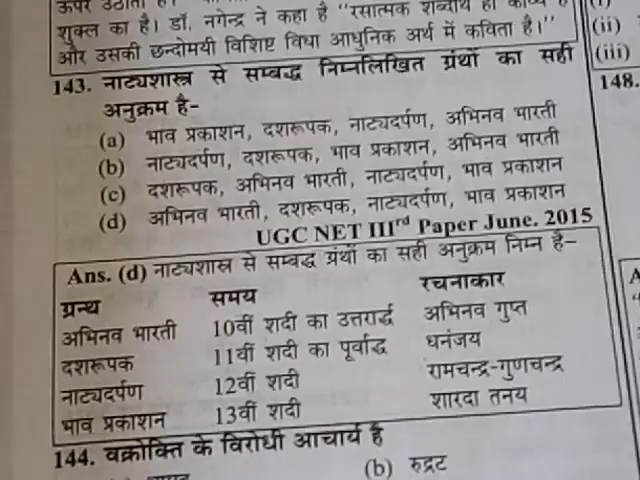 ऊपर उठाता है।
शुक्ल का है। डॉ. नगेन्द्र ने कहा है "रसात्मक शब्दार्थ ही काव्य है
और उसकी छन्दोमयी विशिष्ट विधा आधुनिक अर्थ में कविता है।"
143. नाट्यशास्त्र से सम्बद्ध निम्नलिखित ग्रंथों का सही
अनुक्रम है–
(a) भाव प्रकाशन, दशरूपक, नाट्यदर्पण, अभिनव भारती
(b) नाट्यदर्पण, दशरूपक, भाव प्रकाशन, अभिनव भारती
(c) दशरूपक, अभिनव भारती, नाट्यदर्पण, भाव प्रकाशन
(d) अभिनव भारती, दशरूपक, नाट्यदर्पण, भाव प्रकाशन
UGC NET IIIrd Paper June. 2015
Ans. (d) नाट्यशास्त्र से सम्बद्ध ग्रंथों का सही अनुक्रम निम्न है–
ग्रन्थ समय रचनाकार
अभिनव भारती 10वीं शदी का उत्तरार्द्ध अभिनव गुप्त
दशरूपक 11वीं शदी का पूर्वाद्ध धनंजय
नाट्यदर्पण 12वीं शदी रामचन्द्र-गुणचन्द्र
भाव प्रकाशन 13वीं शदी शारदा तनय
144. वक्रोक्ति के विरोधी आचार्य है
(b) रुद्रट
(ii)
(iii)
148.